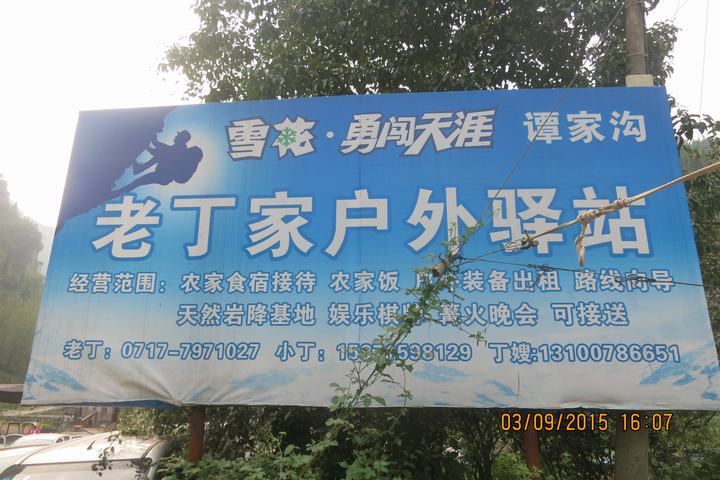 雪花·勇闯天涯 谭家沟
老丁家户外驿站
经营范围：农家食宿接待 农家饭 装备出租 路线向导
天然岩降基地 娱乐棋 篝火晚会 可接送
老丁：0717-7971027 小丁： 丁嫂:13100786651
03/09/2015 16:07